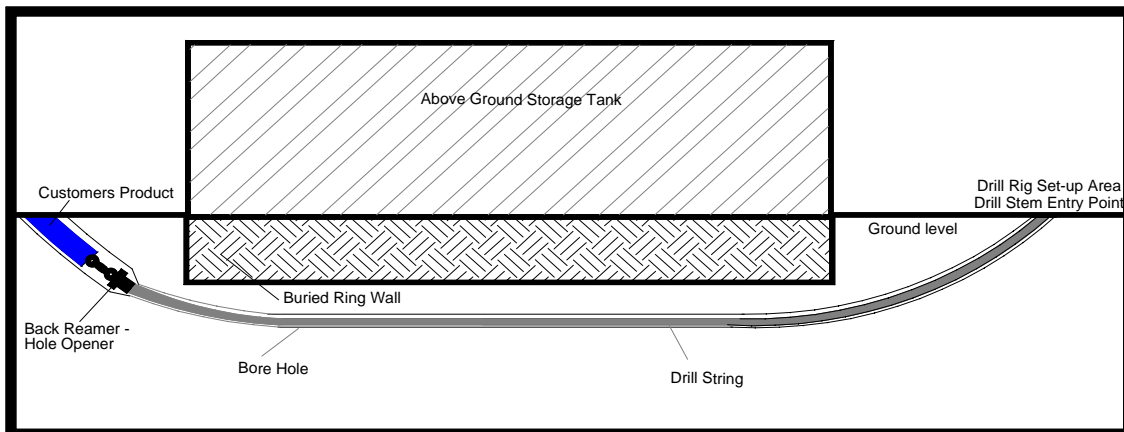 Above Ground Storage Tank
Customers Product
Drill Rig Set-up Area
Drill Stem Entry Point
Ground level
Buried Ring Wall
Back Reamer -
Hole Opener
Bore Hole
Drill String